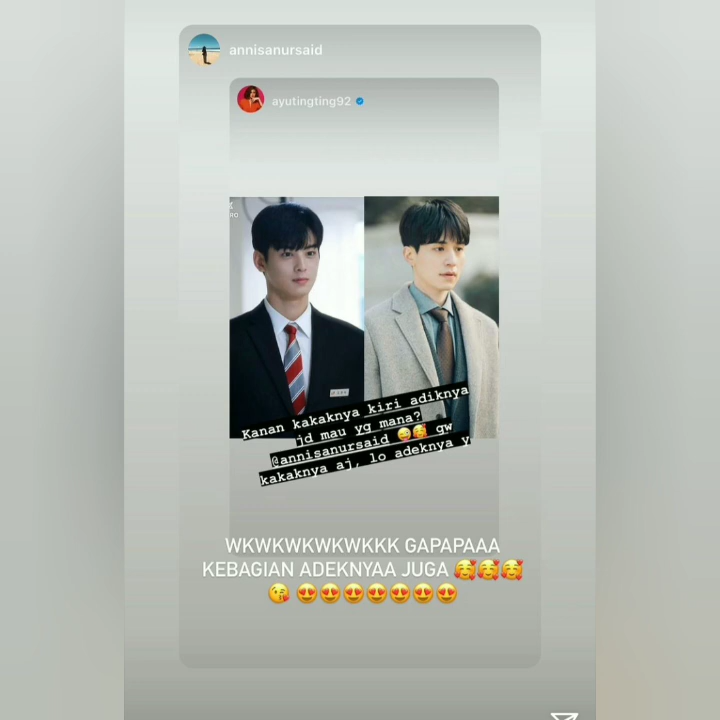 annisanursaid
ayutingting92
Kanan kakaknya kiri adiknya
jd mau yg mana?
@annisanursaid 😜🥰 gw
kakaknya aj, lo adeknya y
WKWKWKWKWKKK GAPAPAAA
KEBAGIAN ADEKNYAA JUGA 🥰🥰🥰
😘 😍😍😍😍😍😍😍